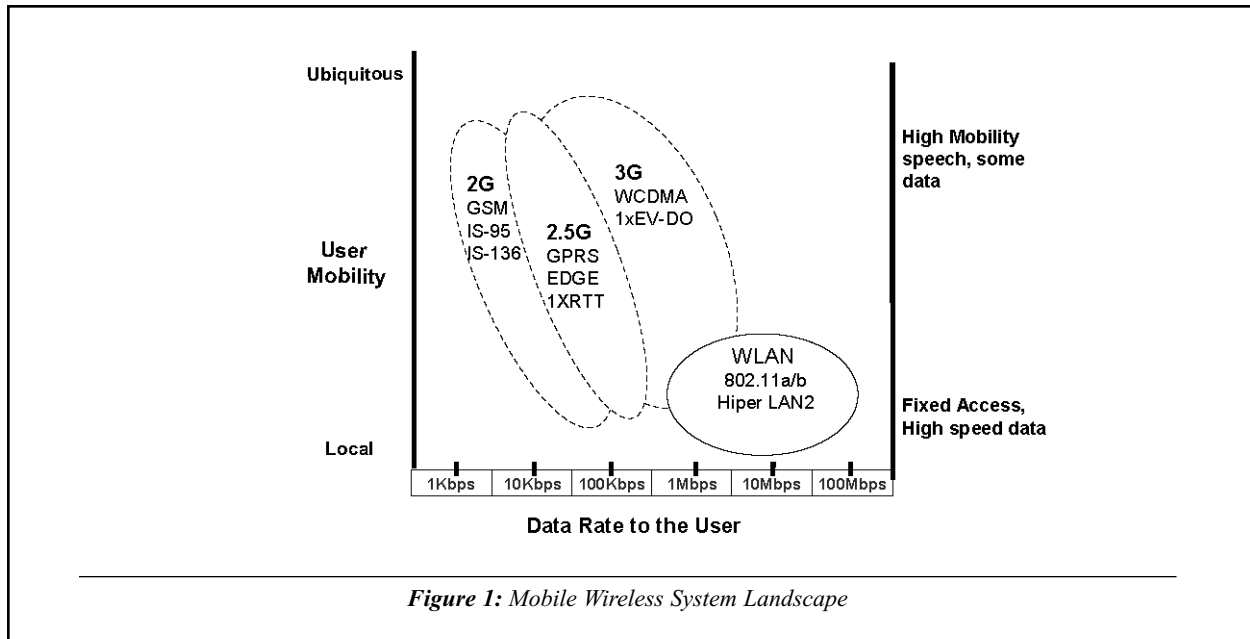 Ubiquitous
User
Mobility
Local
2G
GSM
IS-95
IS-136
2.5G
GPRS
EDGE
1XRTT
3G
WCDMA
1xEV-DO
WLAN
802.11a/b
Hiper LAN2
High Mobility
speech, some
data
Fixed Access,
High speed data
1Kbps 10Kbps 100Kbps 1Mbps 10Mbps 100Mbps
Data Rate to the User
Figure 1: Mobile Wireless System Landscape